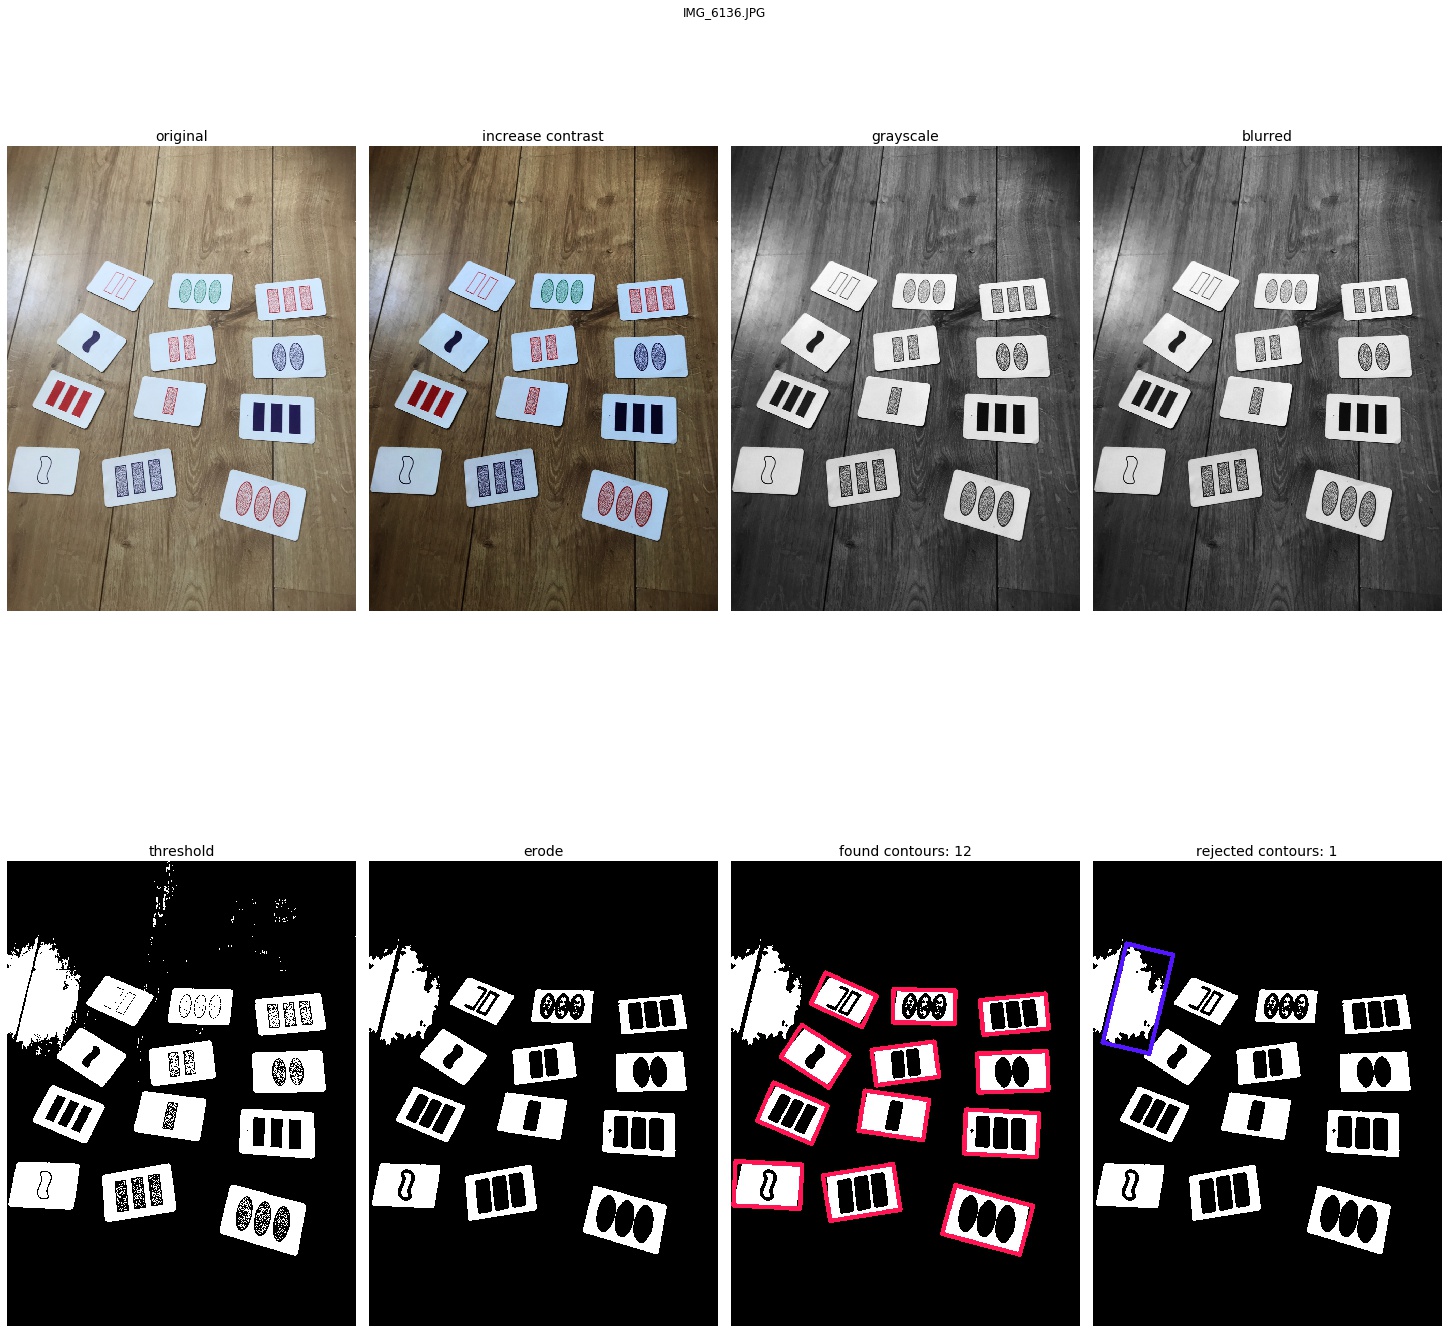 IMG_6136.JPG
original
increase contrast
grayscale
blurred
threshold
erode
found contours: 12
rejected contours: 1